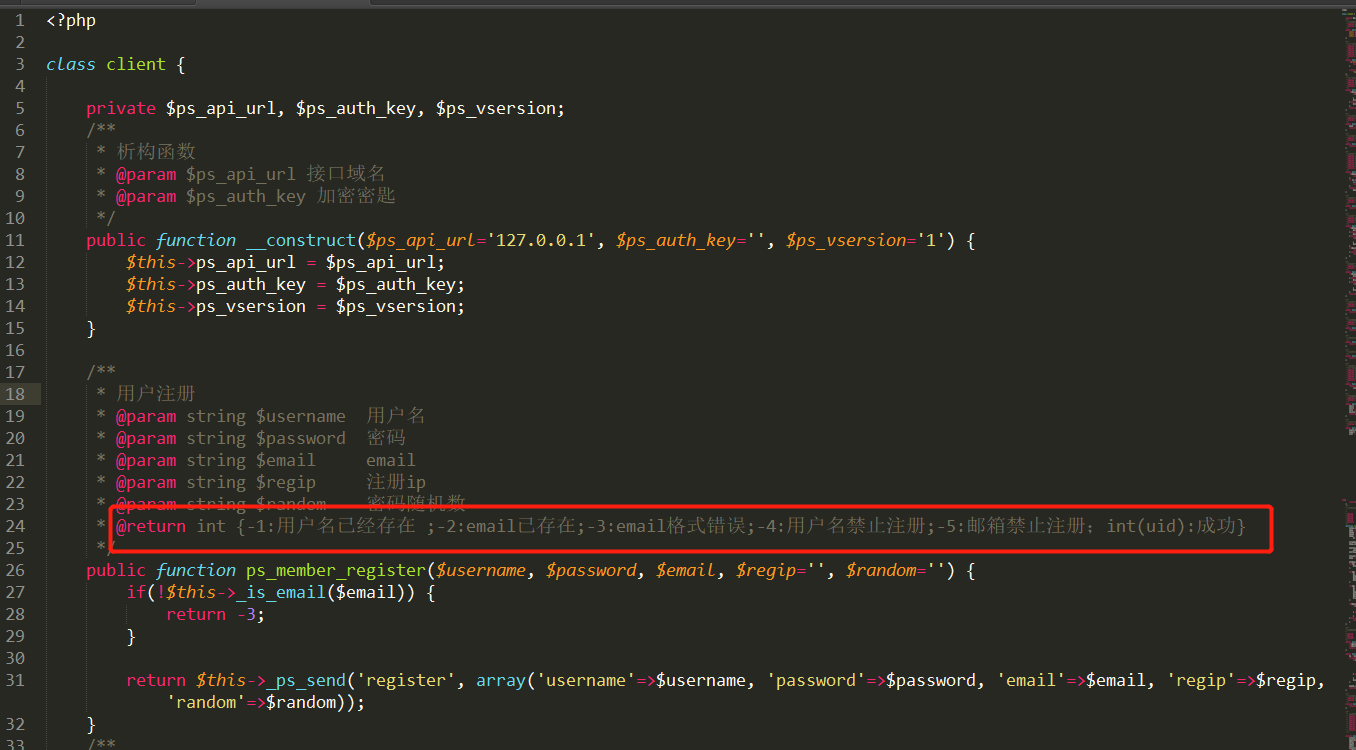 1 <?php
2
3 class client {
4
5 private $ps_api_url, $ps_auth_key, $ps_vsersion;
6 /**
7 * 析构函数
8 * @param $ps_api_url 接口域名
9 * @param $ps_auth_key 加密密匙
10 */
11 public function __construct($ps_api_url='127.0.0.1', $ps_auth_key='', $ps_vsersion='1') {
12 $this->ps_api_url = $ps_api_url;
13 $this->ps_auth_key = $ps_auth_key;
14 $this->ps_vsersion = $ps_vsersion;
15 }
16
17 /**
18 * 用户注册
19 * @param string $username 用户名
20 * @param string $password 密码
21 * @param string $email email
22 * @param string $regip 注册ip
23 * @param string $random 密码随机数
24 * @return int {-1:用户名已经存在 ;-2:email已存在;-3:email格式错误;-4:用户名禁止注册;-5:邮箱禁止注册；int(uid):成功}
25 */
26 public function ps_member_register($username, $password, $email, $regip='', $random='') {
27 if(!$this->_is_email($email)) {
28 return -3;
29 }
30
31 return $this->_ps_send('register', array('username'=>$username, 'password'=>$password, 'email'=>$email, 'regip'=>$regip,
'random'=>$random));
32 }
33 /**